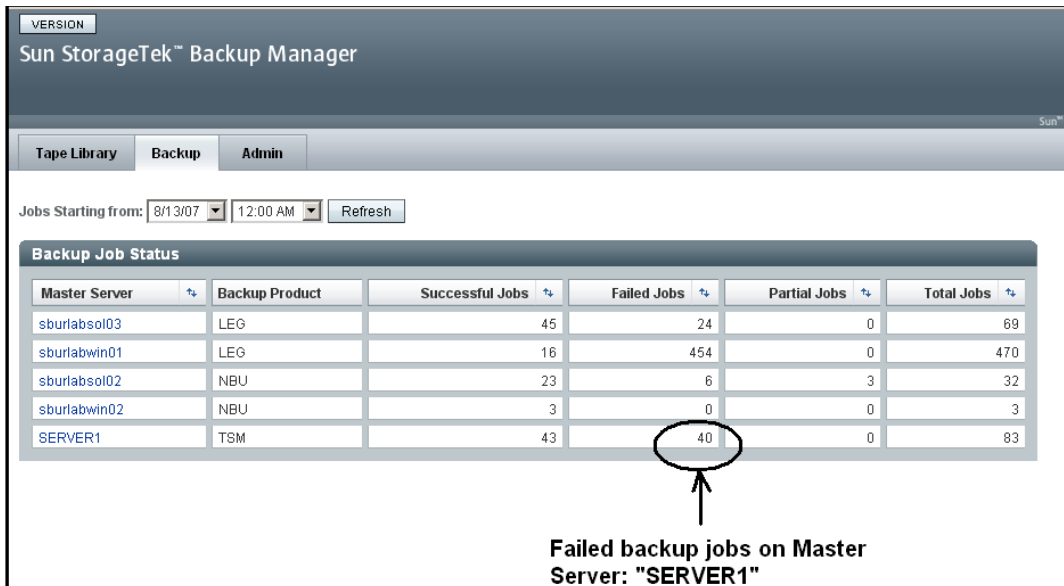 VERSION
Sun StorageTek™ Backup Manager
Sun™
Tape Library Backup Admin
Jobs Starting from: 8/13/07 12:00 AM Refresh
Backup Job Status
Master Server Backup Product Successful Jobs Failed Jobs Partial Jobs Total Jobs
sburlabsol03 LEG 45 24 0 69
sburlabwin01 LEG 16 454 0 470
sburlabsol02 NBU 23 6 3 32
sburlabwin02 NBU 3 0 0 3
SERVER1 TSM 43 40 0 83
Failed backup jobs on Master
Server: "SERVER1"